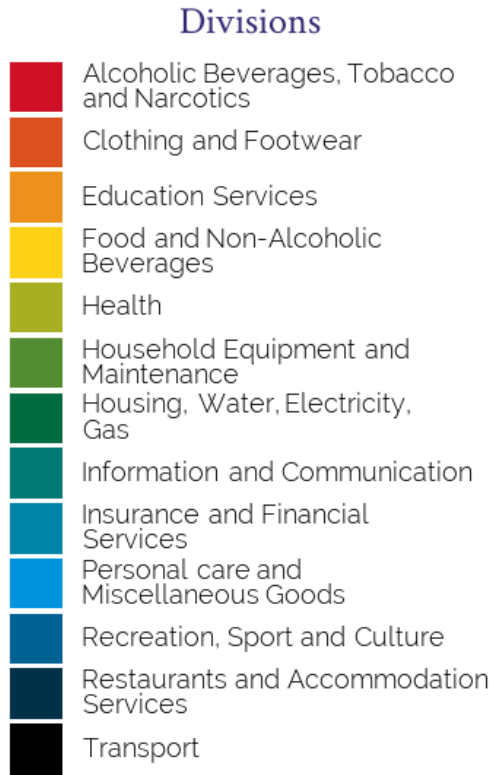 Divisions
Alcoholic Beverages, Tobacco
and Narcotics
Clothing and Footwear
Education Services
Food and Non-Alcoholic
Beverages
Health
Household Equipment and
Maintenance
Housing, Water, Electricity,
Gas
Information and Communication
Insurance and Financial
Services
Personal care and
Miscellaneous Goods
Recreation, Sport and Culture
Restaurants and Accommodation
Services
Transport